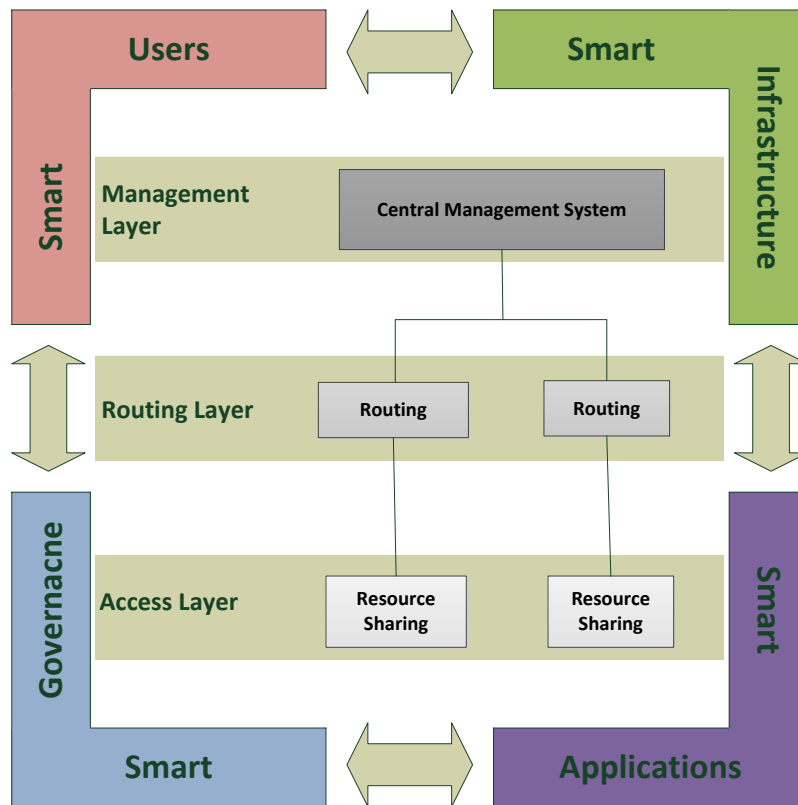 Smart
Users
Smart
Infrastructure
Management
Layer
Central Management System
Routing Layer
Routing
Routing
Access Layer
Resource
Sharing
Resource
Sharing
Smart
Governacne
Smart
Applications